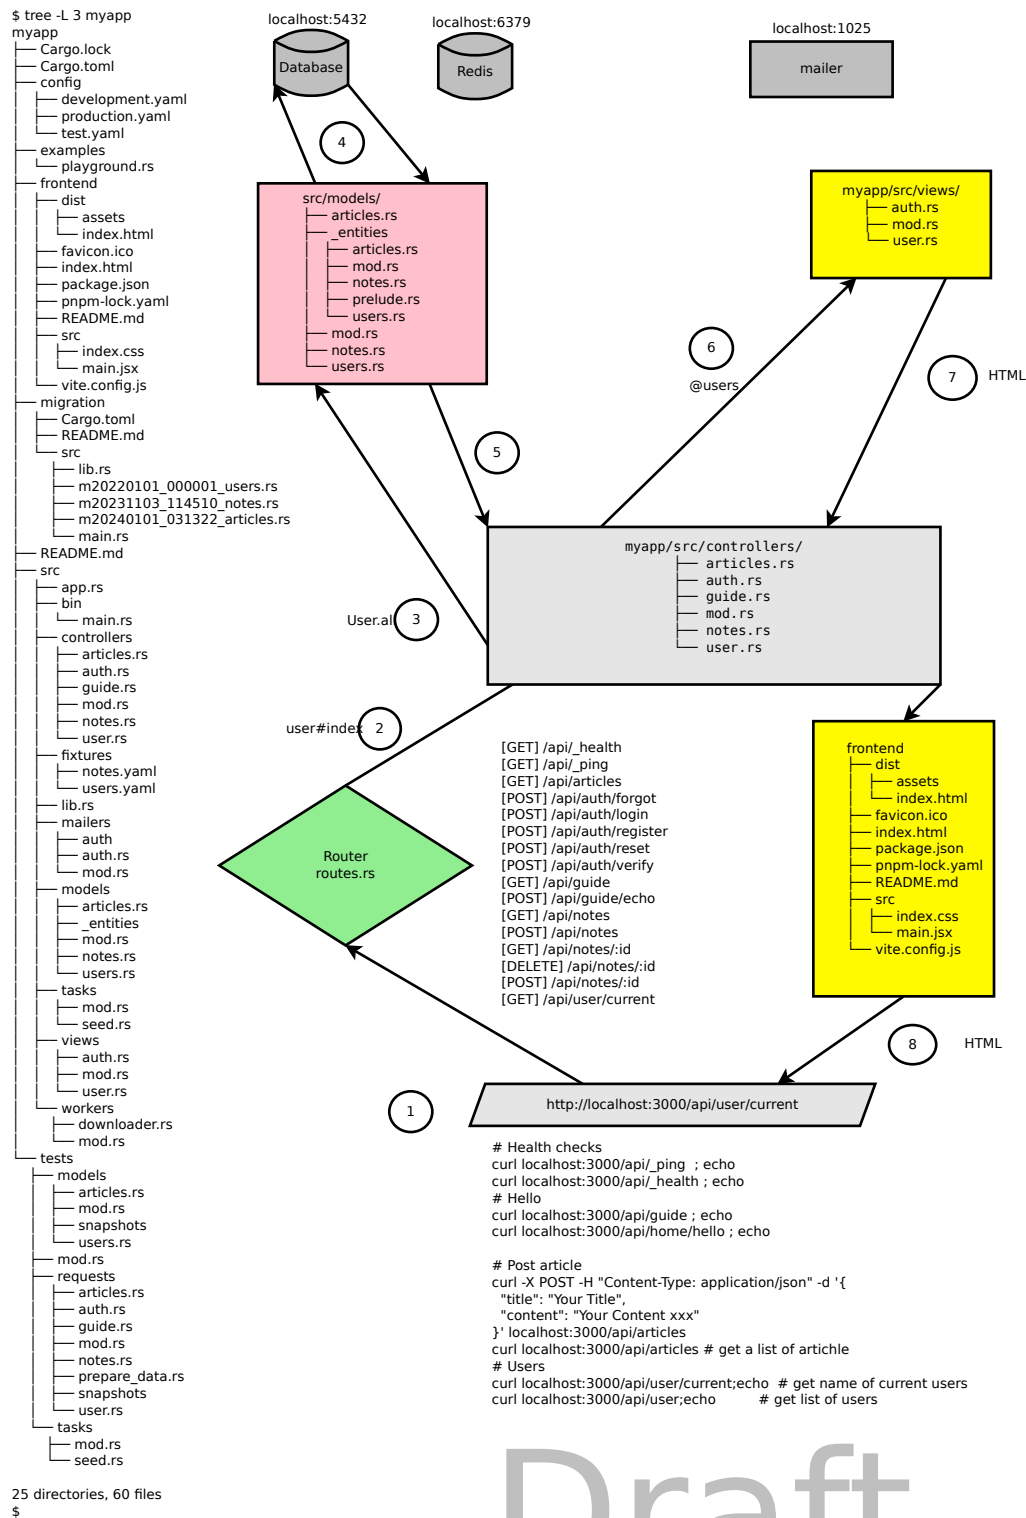 $ tree -L 3 myapp
myapp
├── Cargo.lock
├── Cargo.toml
├── config
│   ├── development.yaml
│   ├── production.yaml
│   └── test.yaml
├── examples
│   └── playground.rs
├── frontend
│   ├── dist
│   │   ├── assets
│   │   └── index.html
│   ├── favicon.ico
│   ├── index.html
│   ├── package.json
│   ├── pnpm-lock.yaml
│   ├── README.md
│   ├── src
│   │   ├── index.css
│   │   └── main.jsx
│   └── vite.config.js
├── migration
│   ├── Cargo.toml
│   ├── README.md
│   └── src
│       ├── lib.rs
│       ├── m20220101_000001_users.rs
│       ├── m20231103_114510_notes.rs
│       ├── m20240101_031322_articles.rs
│       └── main.rs
├── README.md
├── src
│   ├── app.rs
│   ├── bin
│   │   └── main.rs
│   ├── controllers
│   │   ├── articles.rs
│   │   ├── auth.rs
│   │   ├── guide.rs
│   │   ├── mod.rs
│   │   ├── notes.rs
│   │   └── user.rs
│   ├── fixtures
│   │   ├── notes.yaml
│   │   └── users.yaml
│   ├── lib.rs
│   ├── mailers
│   │   ├── auth
│   │   ├── auth.rs
│   │   └── mod.rs
│   ├── models
│   │   ├── articles.rs
│   │   ├── _entities
│   │   ├── mod.rs
│   │   ├── notes.rs
│   │   └── users.rs
│   ├── tasks
│   │   ├── mod.rs
│   │   └── seed.rs
│   ├── views
│   │   ├── auth.rs
│   │   ├── mod.rs
│   │   └── user.rs
│   └── workers
│       ├── downloader.rs
│       └── mod.rs
└── tests
    ├── models
    │   ├── articles.rs
    │   ├── mod.rs
    │   ├── snapshots
    │   └── users.rs
    ├── mod.rs
    ├── requests
    │   ├── articles.rs
    │   ├── auth.rs
    │   ├── guide.rs
    │   ├── mod.rs
    │   ├── notes.rs
    │   ├── prepare_data.rs
    │   ├── snapshots
    │   └── user.rs
    └── tasks
        ├── mod.rs
        └── seed.rs

25 directories, 60 files
$
localhost:5432
Database
localhost:6379
Redis
localhost:1025
mailer
4
src/models/
├── articles.rs
├── _entities
│   ├── articles.rs
│   ├── mod.rs
│   ├── notes.rs
│   ├── prelude.rs
│   └── users.rs
├── mod.rs
├── notes.rs
└── users.rs
myapp/src/views/
├── auth.rs
├── mod.rs
└── user.rs
6
@users
7
HTML
5
myapp/src/controllers/
├── articles.rs
├── auth.rs
├── guide.rs
├── mod.rs
├── notes.rs
└── user.rs
User.al
3
user#index
2
Router
routes.rs
[GET] /api/_health
[GET] /api/_ping
[GET] /api/articles
[POST] /api/auth/forgot
[POST] /api/auth/login
[POST] /api/auth/register
[POST] /api/auth/reset
[POST] /api/auth/verify
[GET] /api/guide
[POST] /api/guide/echo
[GET] /api/notes
[POST] /api/notes
[GET] /api/notes/:id
[DELETE] /api/notes/:id
[POST] /api/notes/:id
[GET] /api/user/current
frontend
├── dist
│   ├── assets
│   └── index.html
├── favicon.ico
├── index.html
├── package.json
├── pnpm-lock.yaml
├── README.md
├── src
│   ├── index.css
│   └── main.jsx
└── vite.config.js
8
HTML
1
http://localhost:3000/api/user/current
# Health checks
curl localhost:3000/api/_ping  ; echo
curl localhost:3000/api/_health ; echo
# Hello
curl localhost:3000/api/guide ; echo
curl localhost:3000/api/home/hello ; echo

# Post article
curl -X POST -H "Content-Type: application/json" -d '{
  "title": "Your Title",
  "content": "Your Content xxx"
}' localhost:3000/api/articles
curl localhost:3000/api/articles # get a list of artichle
# Users
curl localhost:3000/api/user/current;echo  # get name of current users
curl localhost:3000/api/user;echo          # get list of users
Draft